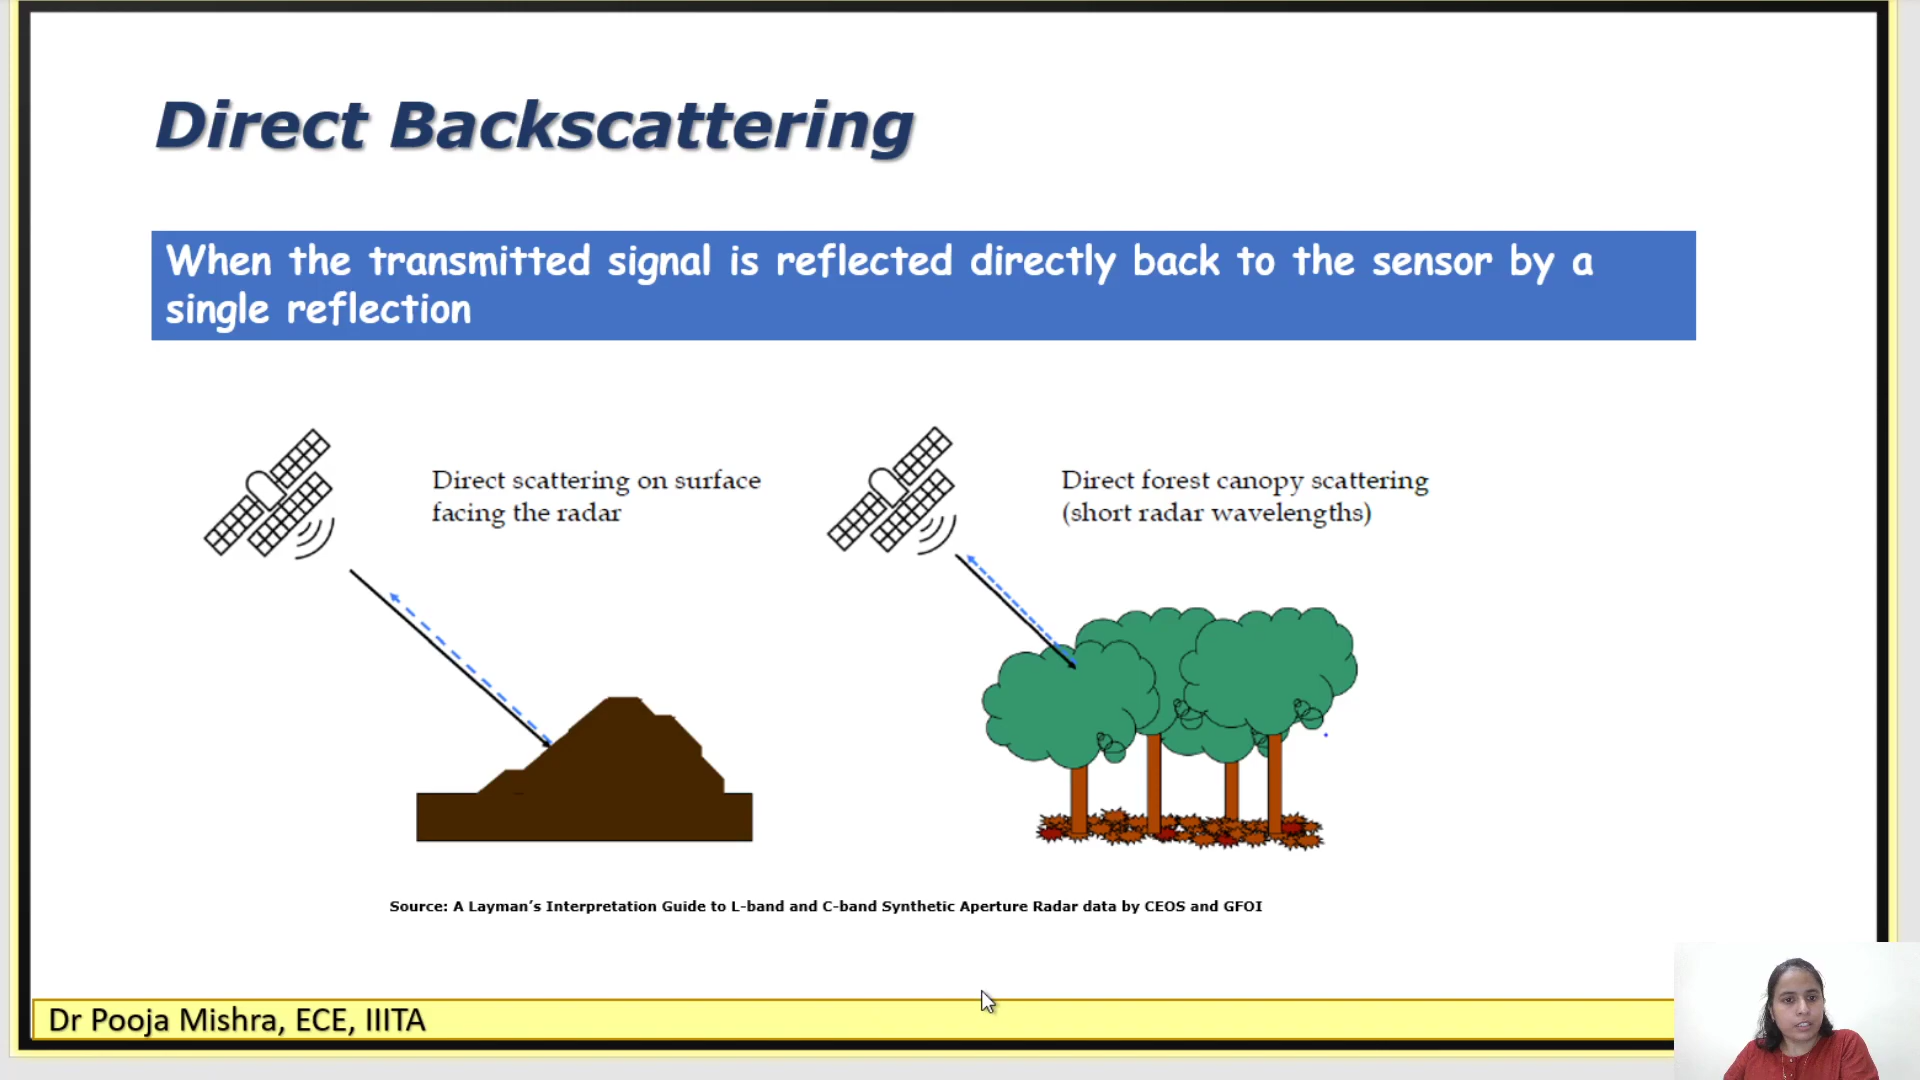 Direct Backscattering
When the transmitted signal is reflected directly back to the sensor by a
single reflection
Direct scattering on surface
facing the radar
Direct forest canopy scattering
(short radar wavelengths)
Source: A Layman’s Interpretation Guide to L-band and C-band Synthetic Aperture Radar data by CEOS and GFOI
Dr Pooja Mishra, ECE, IIITA